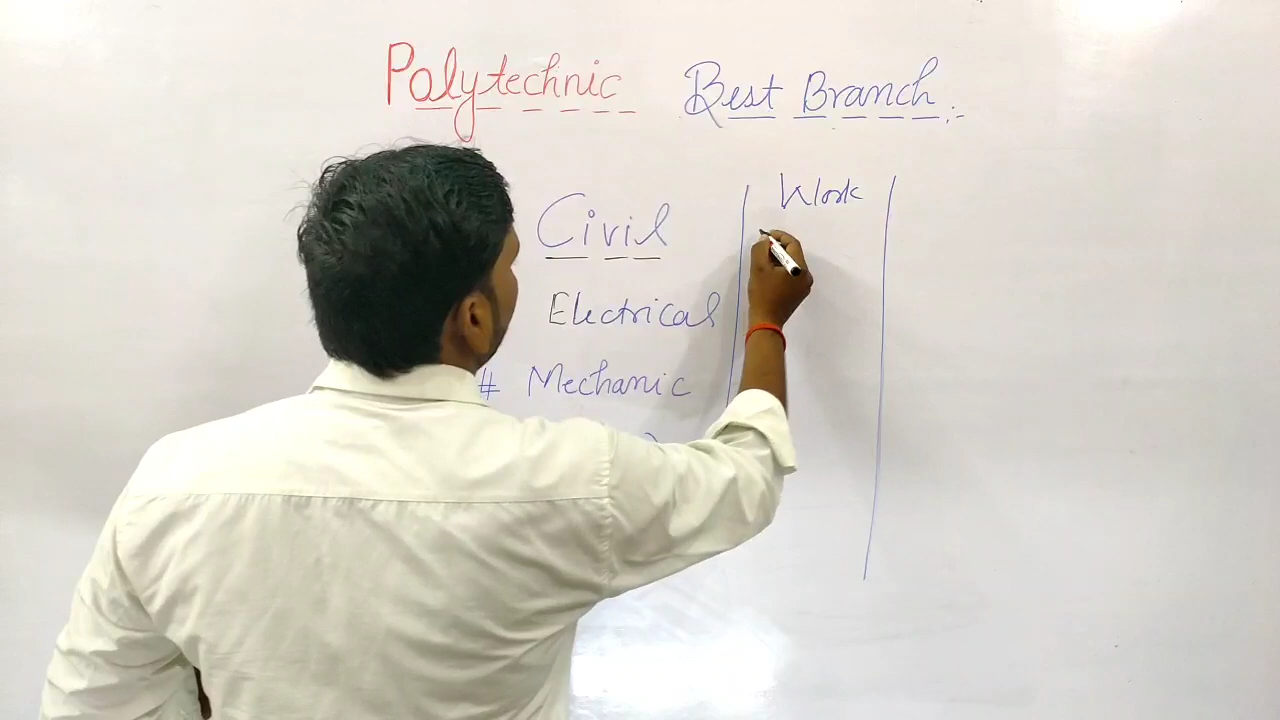 Polytechnic Best Branch :-
Work
Civil
Electrical
# Mechanic